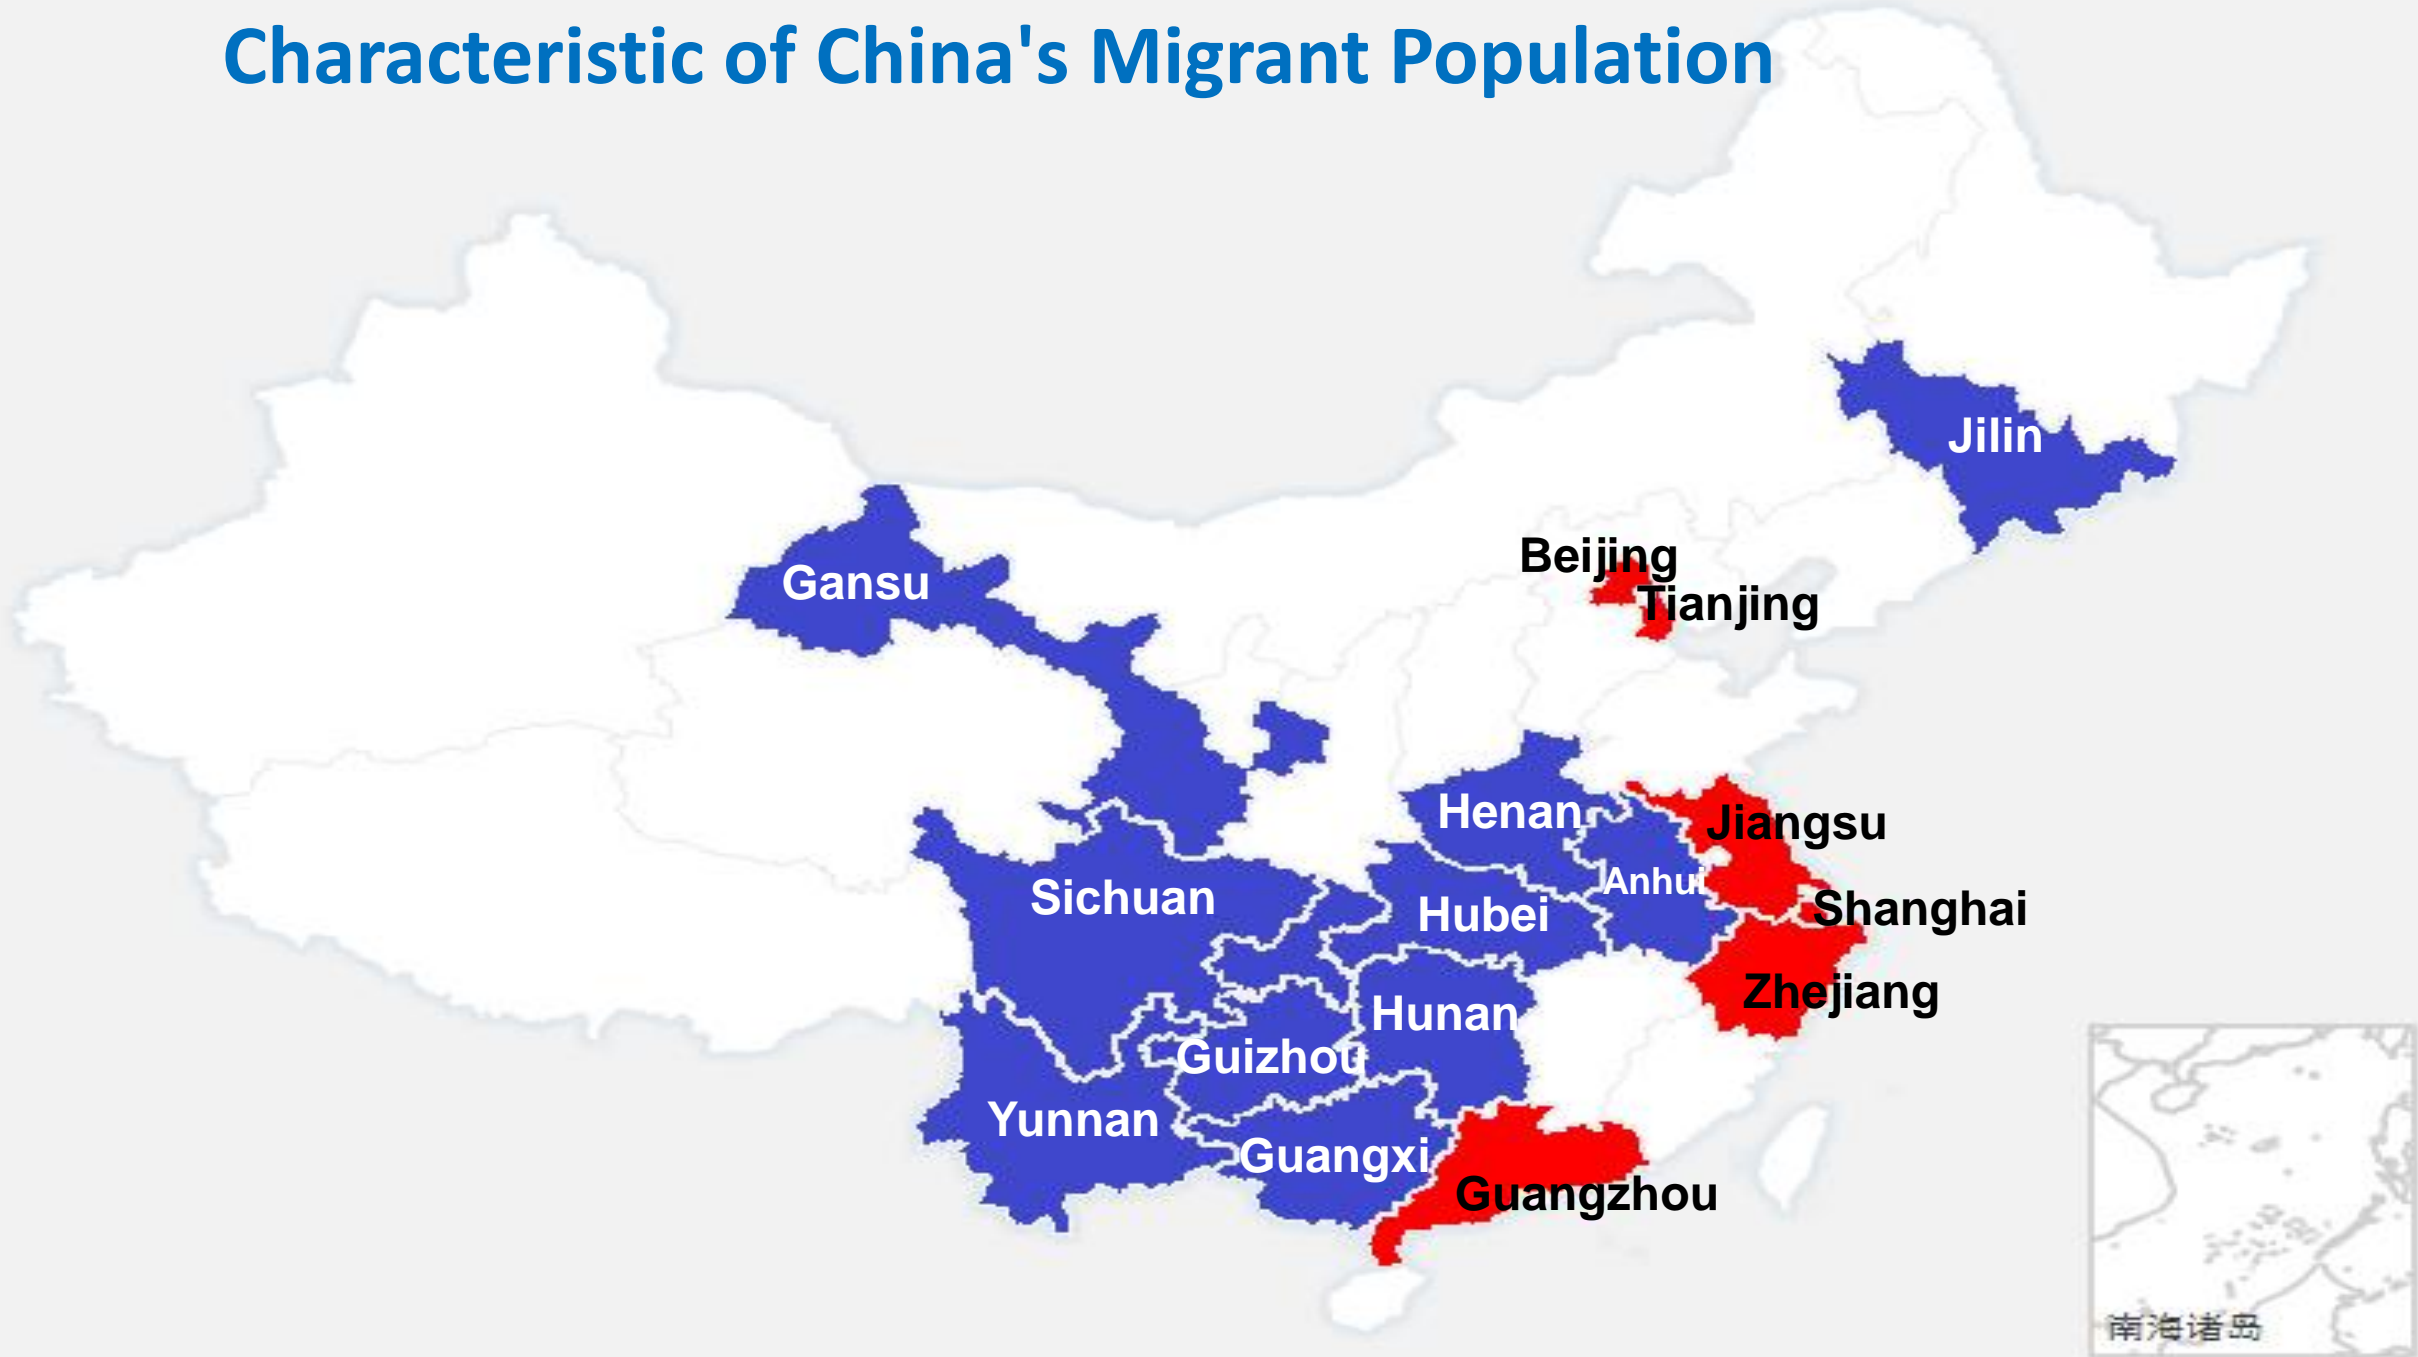 Characteristic of China's Migrant Population
Jilin
Beijing
Gansu
Tianjing
Henan
Jiangsu
Anhui
Sichuan
Shanghai
Hubei
Zhejiang
Hunan
Guizhou
Yunnan
Guangxi
Guangzhou
南海诸岛